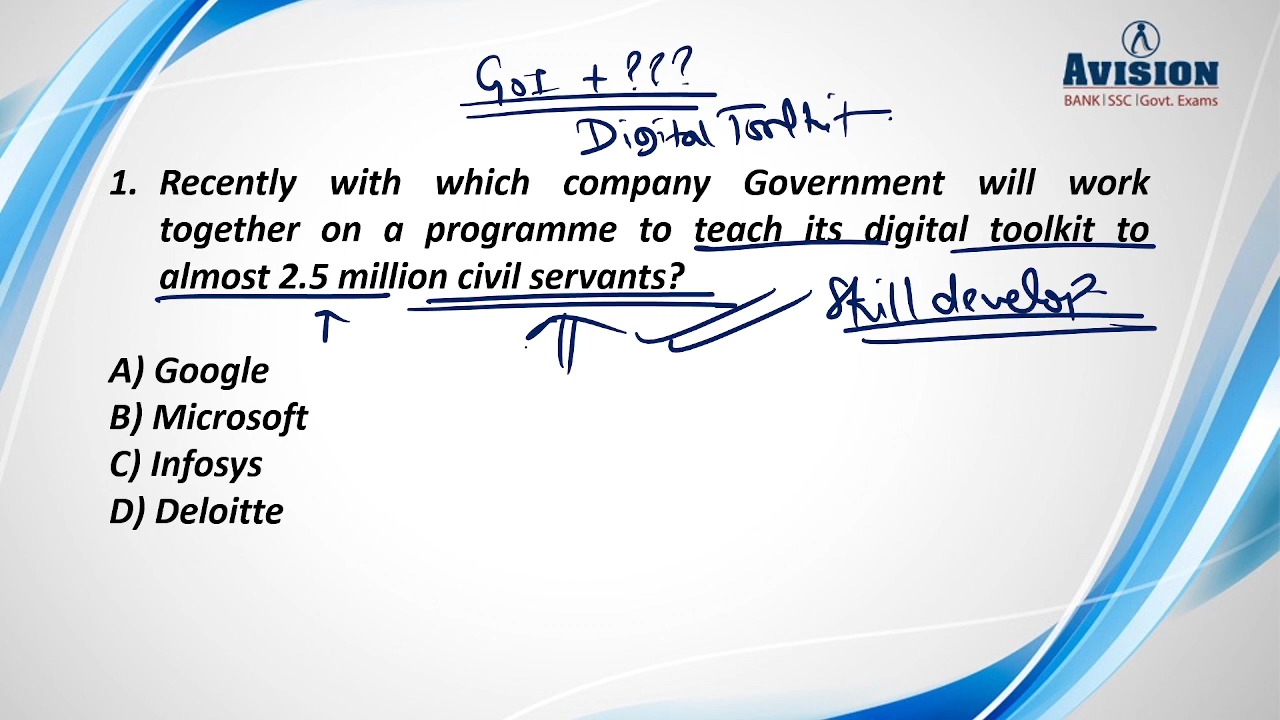 GOI + ???
Digital Toolkit
AVISION
BANK|SSC|Govt. Exams
1. Recently with which company Government will work
together on a programme to teach its digital toolkit to
almost 2.5 million civil servants?
Skill develop
A) Google
B) Microsoft
C) Infosys
D) Deloitte